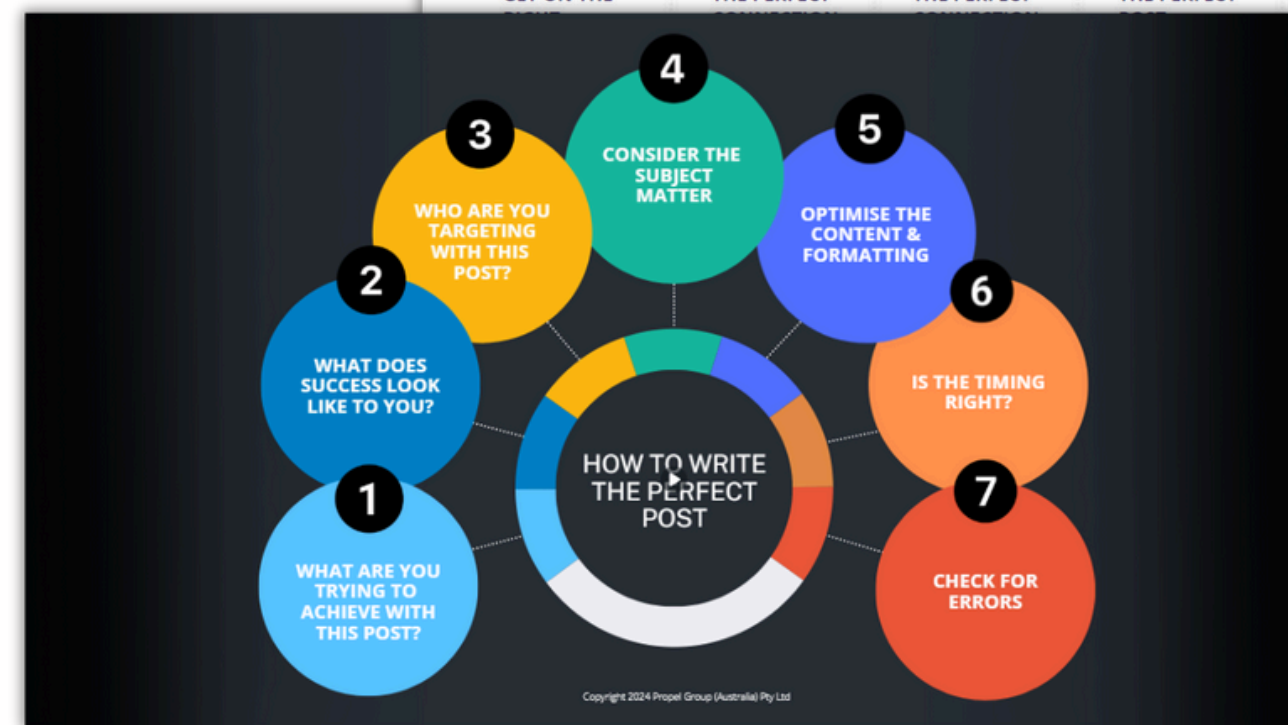 4
CONSIDER THE
SUBJECT
MATTER
3
WHO ARE YOU
TARGETING
WITH THIS
POST?
5
OPTIMISE THE
CONTENT &
FORMATTING
2
WHAT DOES
SUCCESS LOOK
LIKE TO YOU?
6
IS THE TIMING
RIGHT?
HOW TO WRITE
THE PERFECT
POST
1
WHAT ARE YOU
TRYING TO
ACHIEVE WITH
THIS POST?
7
CHECK FOR
ERRORS
Copyright 2024 Propel Group (Australia) Pty Ltd